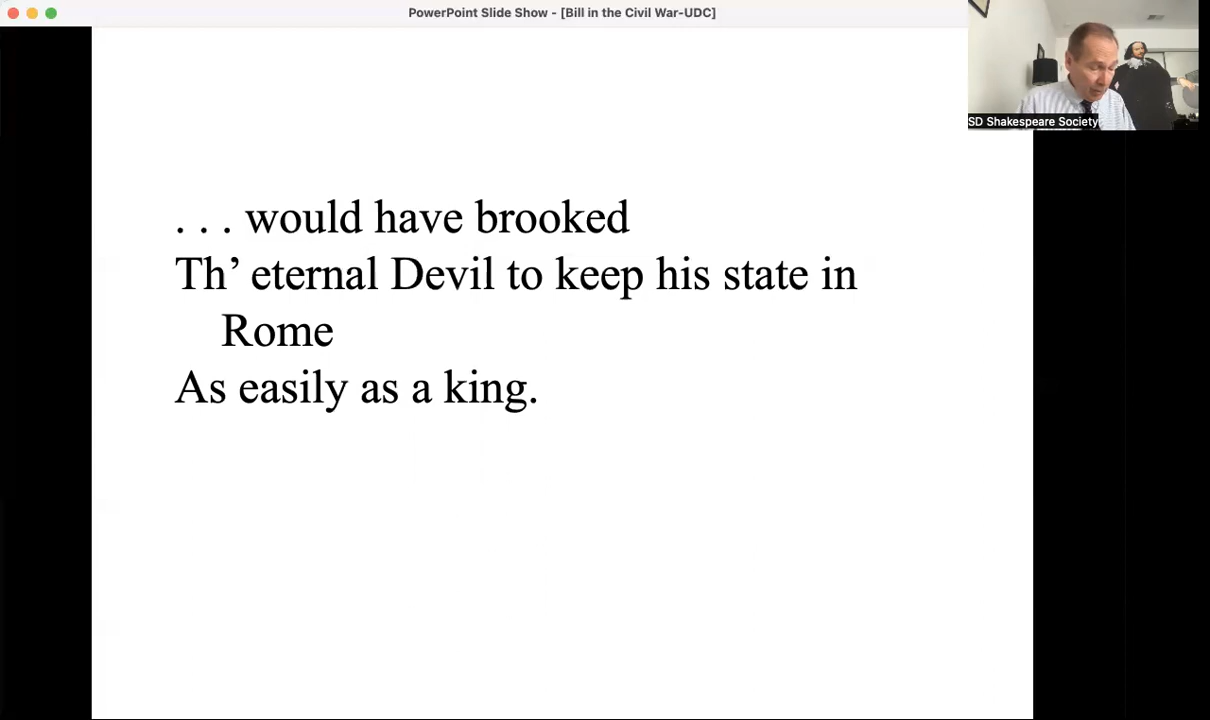 PowerPoint Slide Show - [Bill in the Civil War-UDC]
SD Shakespeare Society
. . . would have brooked
Th’ eternal Devil to keep his state in
Rome
As easily as a king.